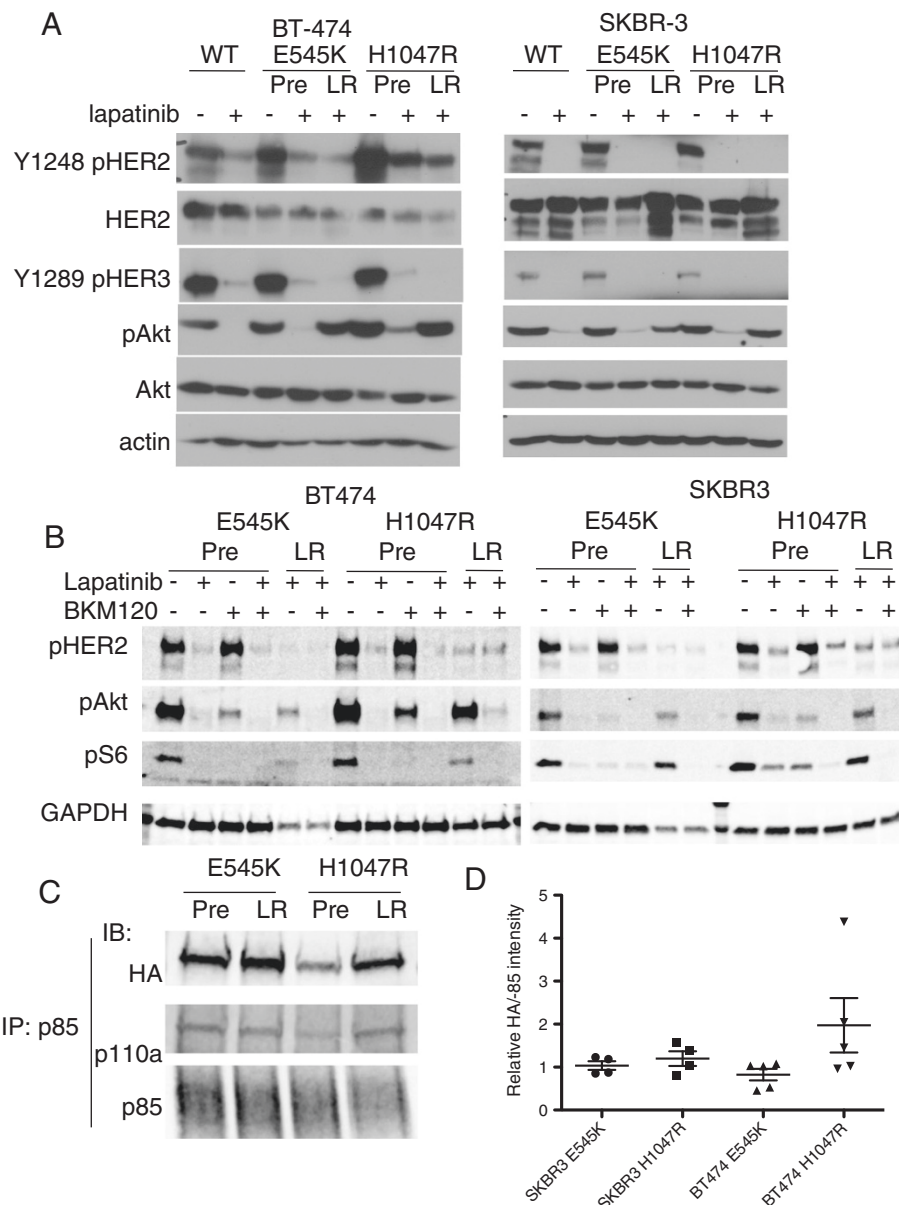 A
BT-474
SKBR-3
WT E545K H1047R
WT E545K H1047R
Pre LR Pre LR
Pre LR Pre LR
lapatinib - + - + + - + +
- + - + + - + +
Y1248 pHER2
HER2
Y1289 pHER3
pAkt
Akt
actin
B
BT474
SKBR3
E545K H1047R
E545K H1047R
Pre LR Pre LR
Pre LR Pre LR
Lapatinib - + - + + + - + - + + +
- + - + + + - + - + + +
BKM120 - - + + - + - - + + - +
- - + + - + - - + + - +
pHER2
pAkt
pS6
GAPDH
C
E545K H1047R
Pre LR Pre LR
IB:
HA
IP: p85
p110a
p85
D
Relative HA/-85 intensity
5
4
3
2
1
0
SKBR3 E545K
SKBR3 H1047R
BT474 E545K
BT474 H1047R